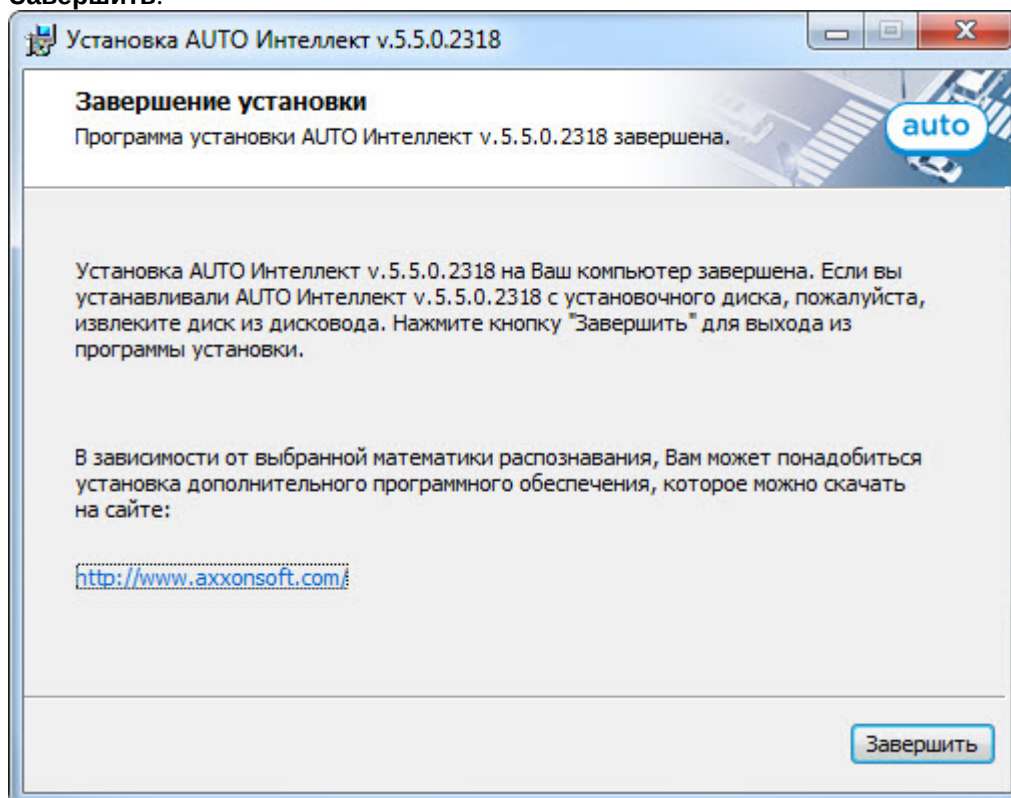 Завершить.
Установка AUTO Интеллект v.5.5.0.2318
Завершение установки
Программа установки AUTO Интеллект v.5.5.0.2318 завершена.
auto
Установка AUTO Интеллект v.5.5.0.2318 на Ваш компьютер завершена. Если вы
устанавливали AUTO Интеллект v.5.5.0.2318 с установочного диска, пожалуйста,
извлеките диск из дисковода. Нажмите кнопку "Завершить" для выхода из
программы установки.
В зависимости от выбранной математики распознавания, Вам может понадобиться
установка дополнительного программного обеспечения, которое можно скачать
на сайте:
http://www.axxonsoft.com/
Завершить